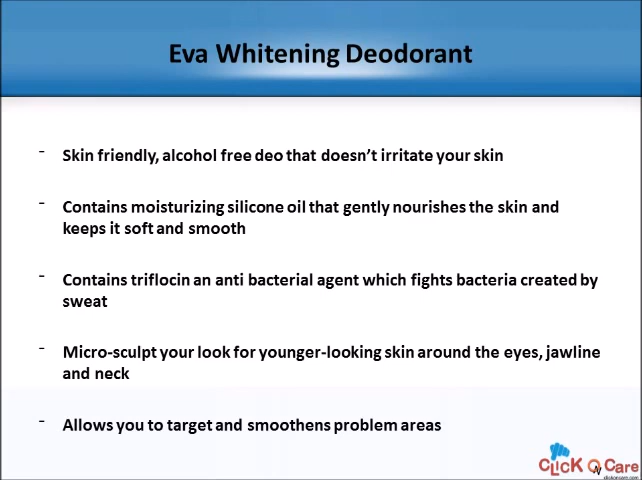 Eva Whitening Deodorant
- Skin friendly, alcohol free deo that doesn't irritate your skin
- Contains moisturizing silicone oil that gently nourishes the skin and
keeps it soft and smooth
- Contains triflocin an anti bacterial agent which fights bacteria created by
sweat
- Micro-sculpt your look for younger-looking skin around the eyes, jawline
and neck
- Allows you to target and smoothens problem areas
CLicK On Care
clickoncare.com